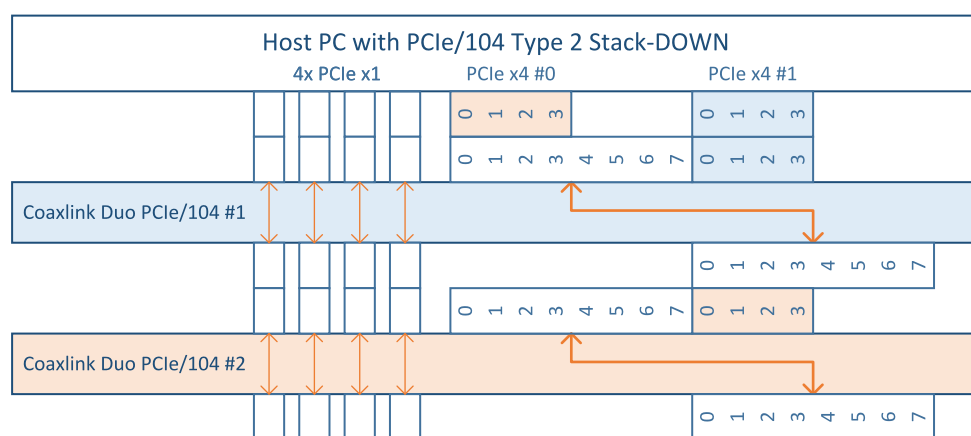 Host PC with PCIe/104 Type 2 Stack-DOWN
4x PCIe x1 PCIe x4 #0 PCIe x4 #1
0 1 2 3 0 1 2 3
0 1 2 3 4 5 6 7 0 1 2 3
Coaxlink Duo PCIe/104 #1
0 1 2 3 4 5 6 7
0 1 2 3 4 5 6 7 0 1 2 3
Coaxlink Duo PCIe/104 #2
0 1 2 3 4 5 6 7